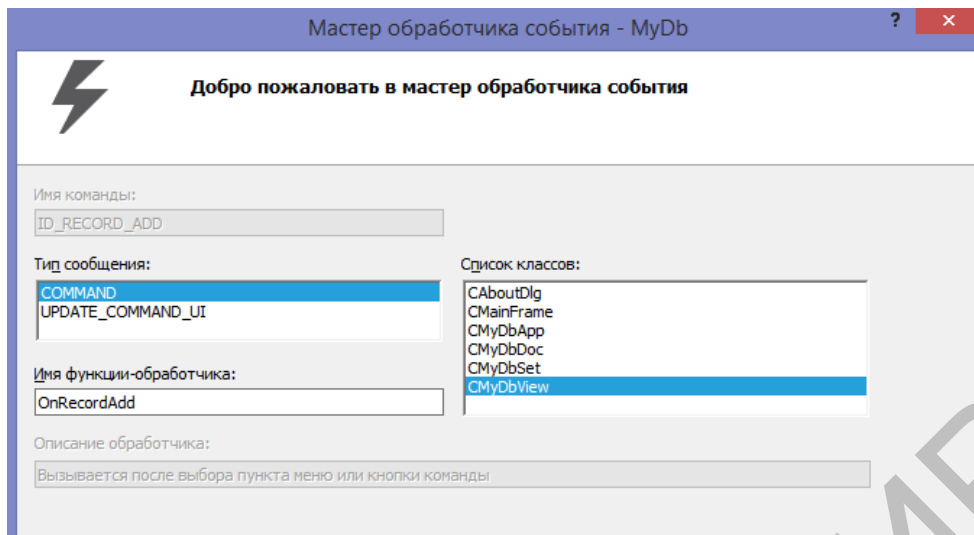 Мастер обработчика события - MyDb
? ×
Добро пожаловать в мастер обработчика события
Имя команды:
ID_RECORD_ADD
Тип сообщения:
COMMAND
UPDATE_COMMAND_UI
Список классов:
CAboutDlg
CMainFrame
CMyDbApp
CMyDbDoc
CMyDbSet
CMyDbView
Имя функции-обработчика:
OnRecordAdd
Описание обработчика:
Вызывается после выбора пункта меню или кнопки команды